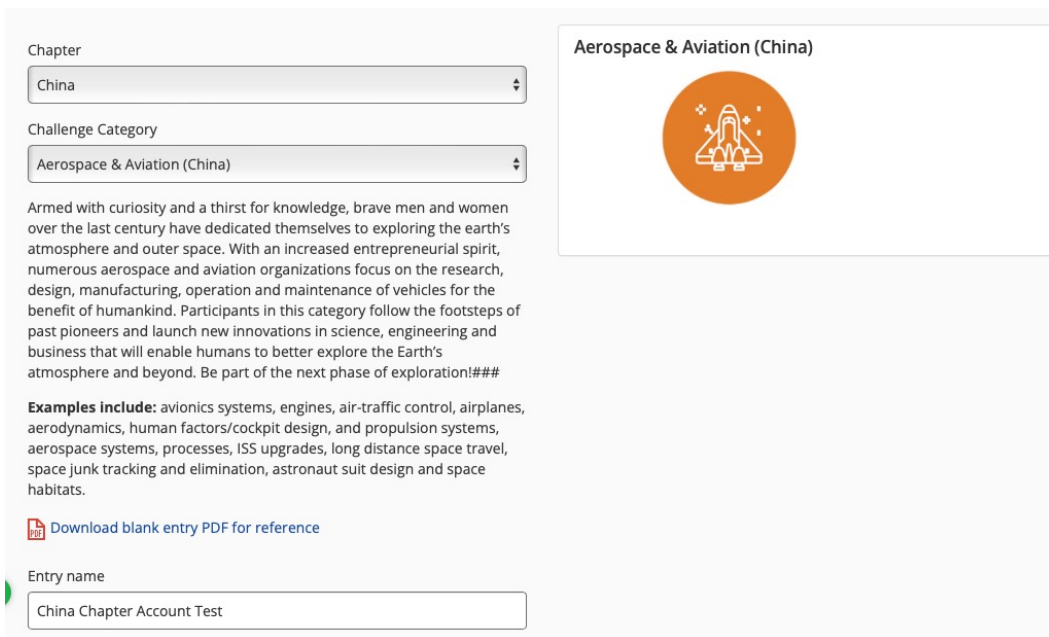 Chapter
China
Challenge Category
Aerospace & Aviation (China)
Armed with curiosity and a thirst for knowledge, brave men and women
over the last century have dedicated themselves to exploring the earth's
atmosphere and outer space. With an increased entrepreneurial spirit,
numerous aerospace and aviation organizations focus on the research,
design, manufacturing, operation and maintenance of vehicles for the
benefit of humankind. Participants in this category follow the footsteps of
past pioneers and launch new innovations in science, engineering and
business that will enable humans to better explore the Earth's
atmosphere and beyond. Be part of the next phase of exploration!###
Examples include: avionics systems, engines, air-traffic control, airplanes,
aerodynamics, human factors/cockpit design, and propulsion systems,
aerospace systems, processes, ISS upgrades, long distance space travel,
space junk tracking and elimination, astronaut suit design and space
habitats.
PDF Download blank entry PDF for reference
Entry name
China Chapter Account Test
Aerospace & Aviation (China)